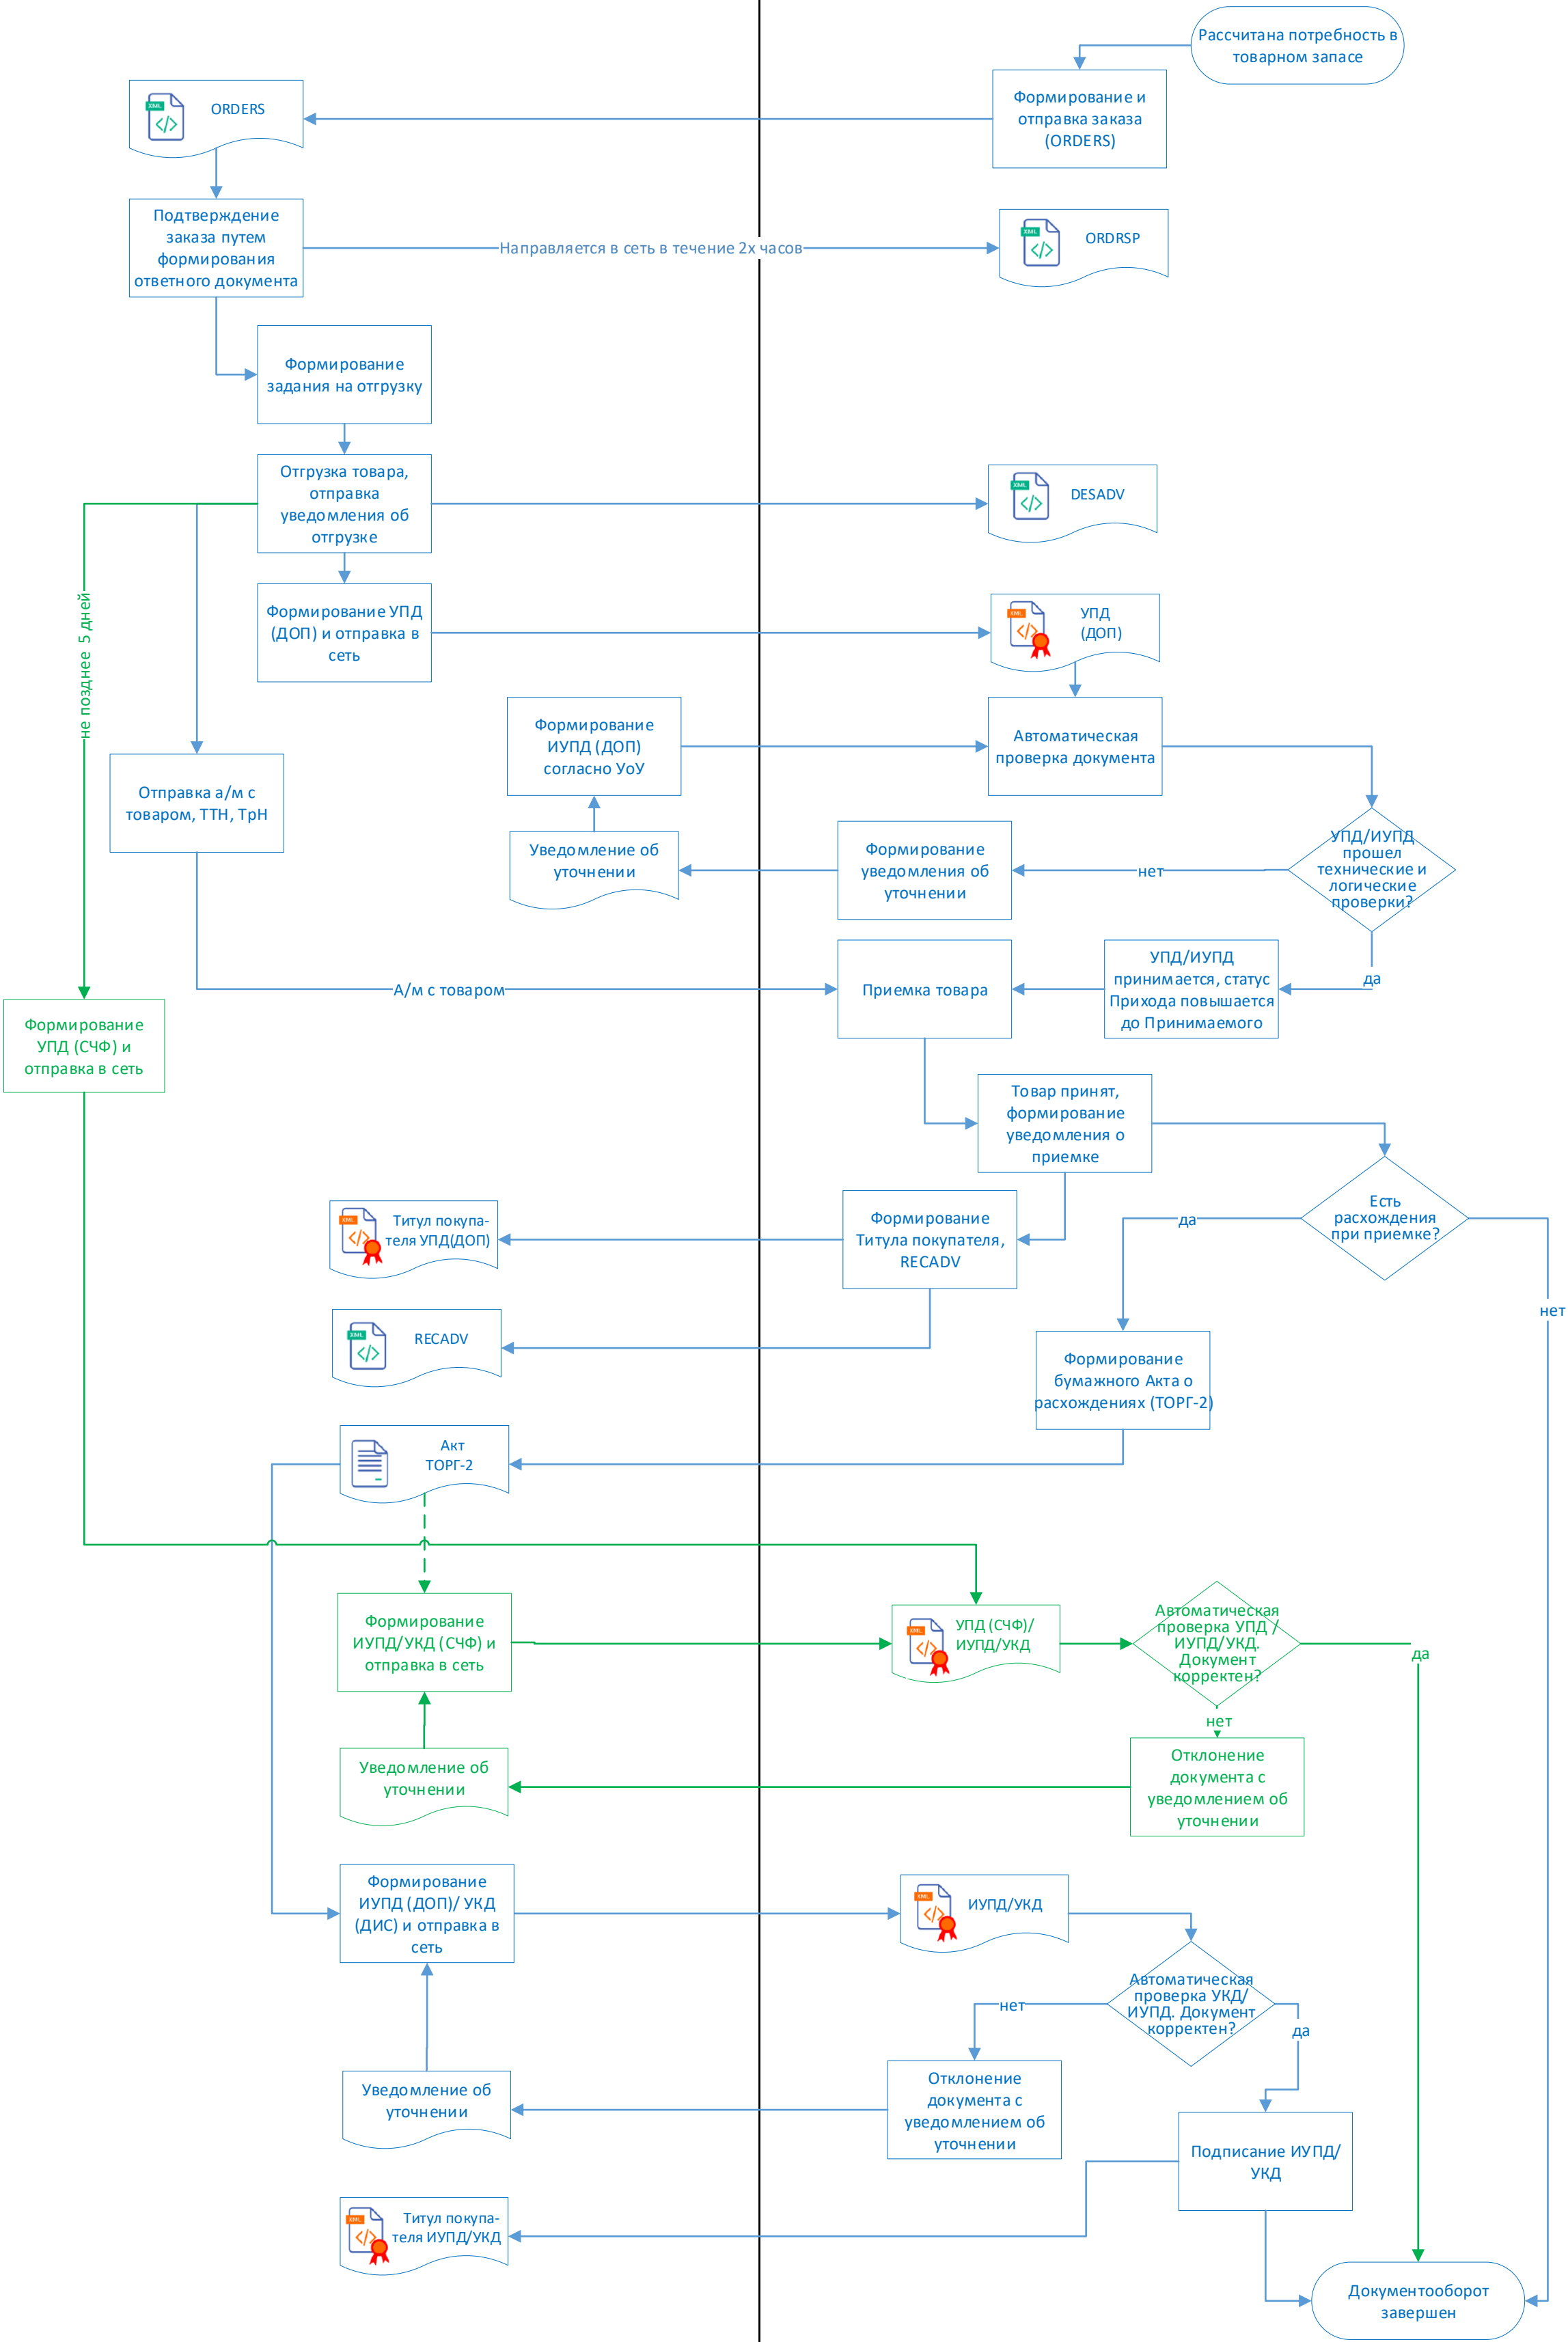 Рассчитана потребность в
товарном запасе
Формирование и
отправка заказа
(ORDERS)
XML
ORDERS
Подтверждение
заказа путем
формирования
ответного документа
Направляется в сеть в течение 2х часов
XML
ORDRSP
Формирование
задания на отгрузку
Отгрузка товара,
отправка
уведомления об
отгрузке
XML
DESADV
не позднее 5 дней
Формирование УПД
(ДОП) и отправка в
сеть
XML
УПД
(ДОП)
Формирование
ИУПД (ДОП)
согласно УоУ
Автоматическая
проверка документа
Отправка а/м с
товаром, ТТН, ТрН
Уведомление об
уточнении
Формирование
уведомления об
уточнении
нет
УПД/ИУПД
прошел
технические и
логические
проверки?
да
А/м с товаром
Приемка товара
УПД/ИУПД
принимается, статус
Прихода повышается
до Принимаемого
Формирование
УПД (СЧФ) и
отправка в сеть
Товар принят,
формирование
уведомления о
приемке
Есть
расхождения
при приемке?
да
нет
XML
Титул покупа-
теля УПД(ДОП)
Формирование
Титула покупателя,
RECADV
XML
RECADV
Формирование
бумажного Акта о
расхождениях (ТОРГ-2)
Акт
ТОРГ-2
Формирование
ИУПД/УКД (СЧФ) и
отправка в сеть
XML
УПД (СЧФ)/
ИУПД/УКД
Автоматическая
проверка УПД /
ИУПД/УКД.
Документ
корректен?
да
нет
Уведомление об
уточнении
Отклонение
документа с
уведомлением об
уточнении
Формирование
ИУПД (ДОП)/ УКД
(ДИС) и отправка в
сеть
XML
ИУПД/УКД
Автоматическая
проверка УКД/
ИУПД. Документ
корректен?
нет
да
Уведомление об
уточнении
Отклонение
документа с
уведомлением об
уточнении
Подписание ИУПД/
УКД
XML
Титул покупа-
теля ИУПД/УКД
Документооборот
завершен